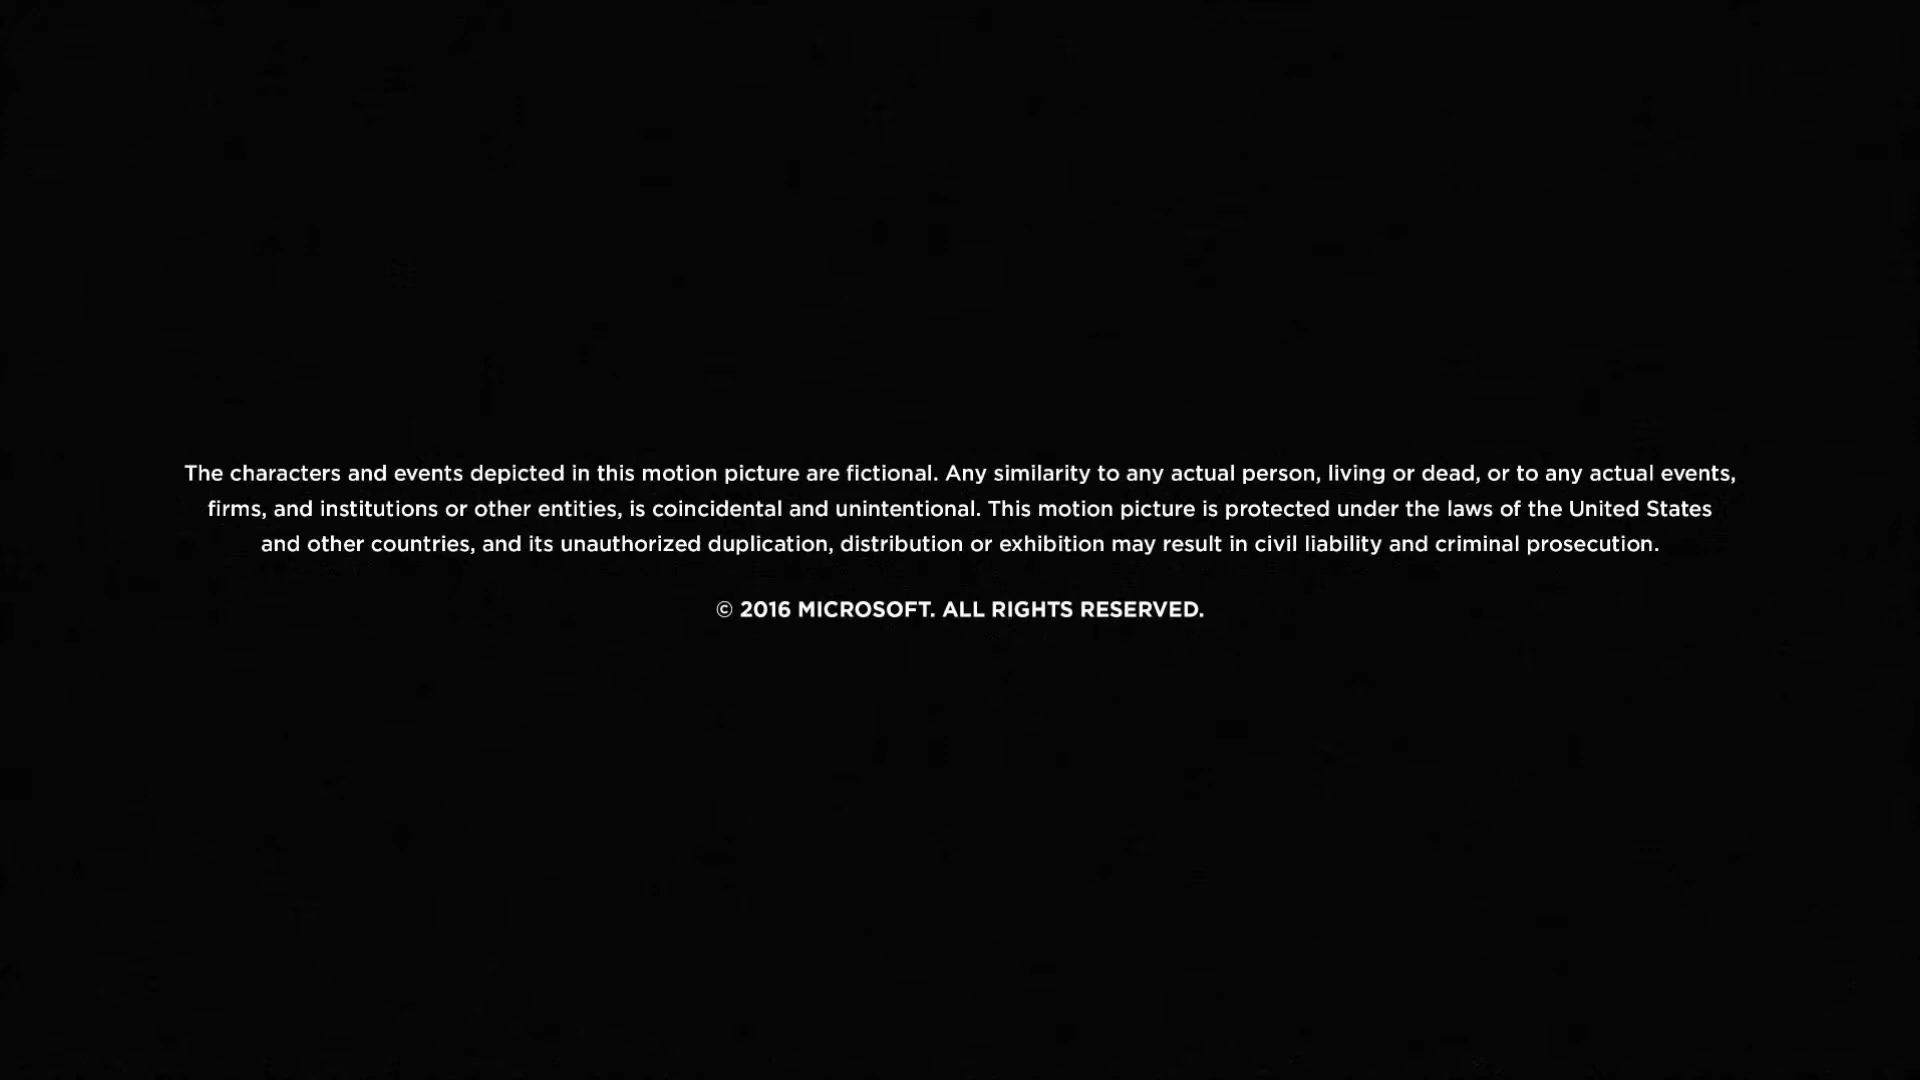 The characters and events depicted in this motion picture are fictional. Any similarity to any actual person, living or dead, or to any actual events,
firms, and institutions or other entities, is coincidental and unintentional. This motion picture is protected under the laws of the United States
and other countries, and its unauthorized duplication, distribution or exhibition may result in civil liability and criminal prosecution.
© 2016 MICROSOFT. ALL RIGHTS RESERVED.